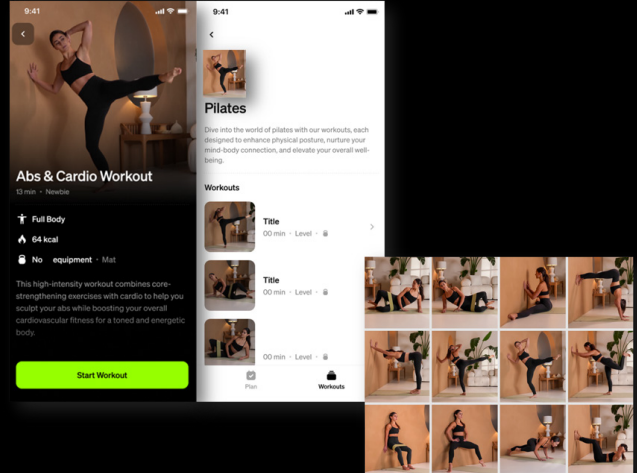 9:41
Abs & Cardio Workout
13 min • Newbie
Full Body
64 kcal
No equipment • Mat
This high-intensity workout combines core-
strengthening exercises with cardio to help you
sculpt your abs while boosting your overall
cardiovascular fitness for a toned and energetic
body.
Start Workout
9:41
Pilates
Dive into the world of pilates with our workouts, each
designed to enhance physical posture, nurture your
mind-body connection, and elevate your overall well-
being.
Workouts
Title
00 min • Level •
Title
00 min • Level •
00 min • Level •
Plan
Workouts